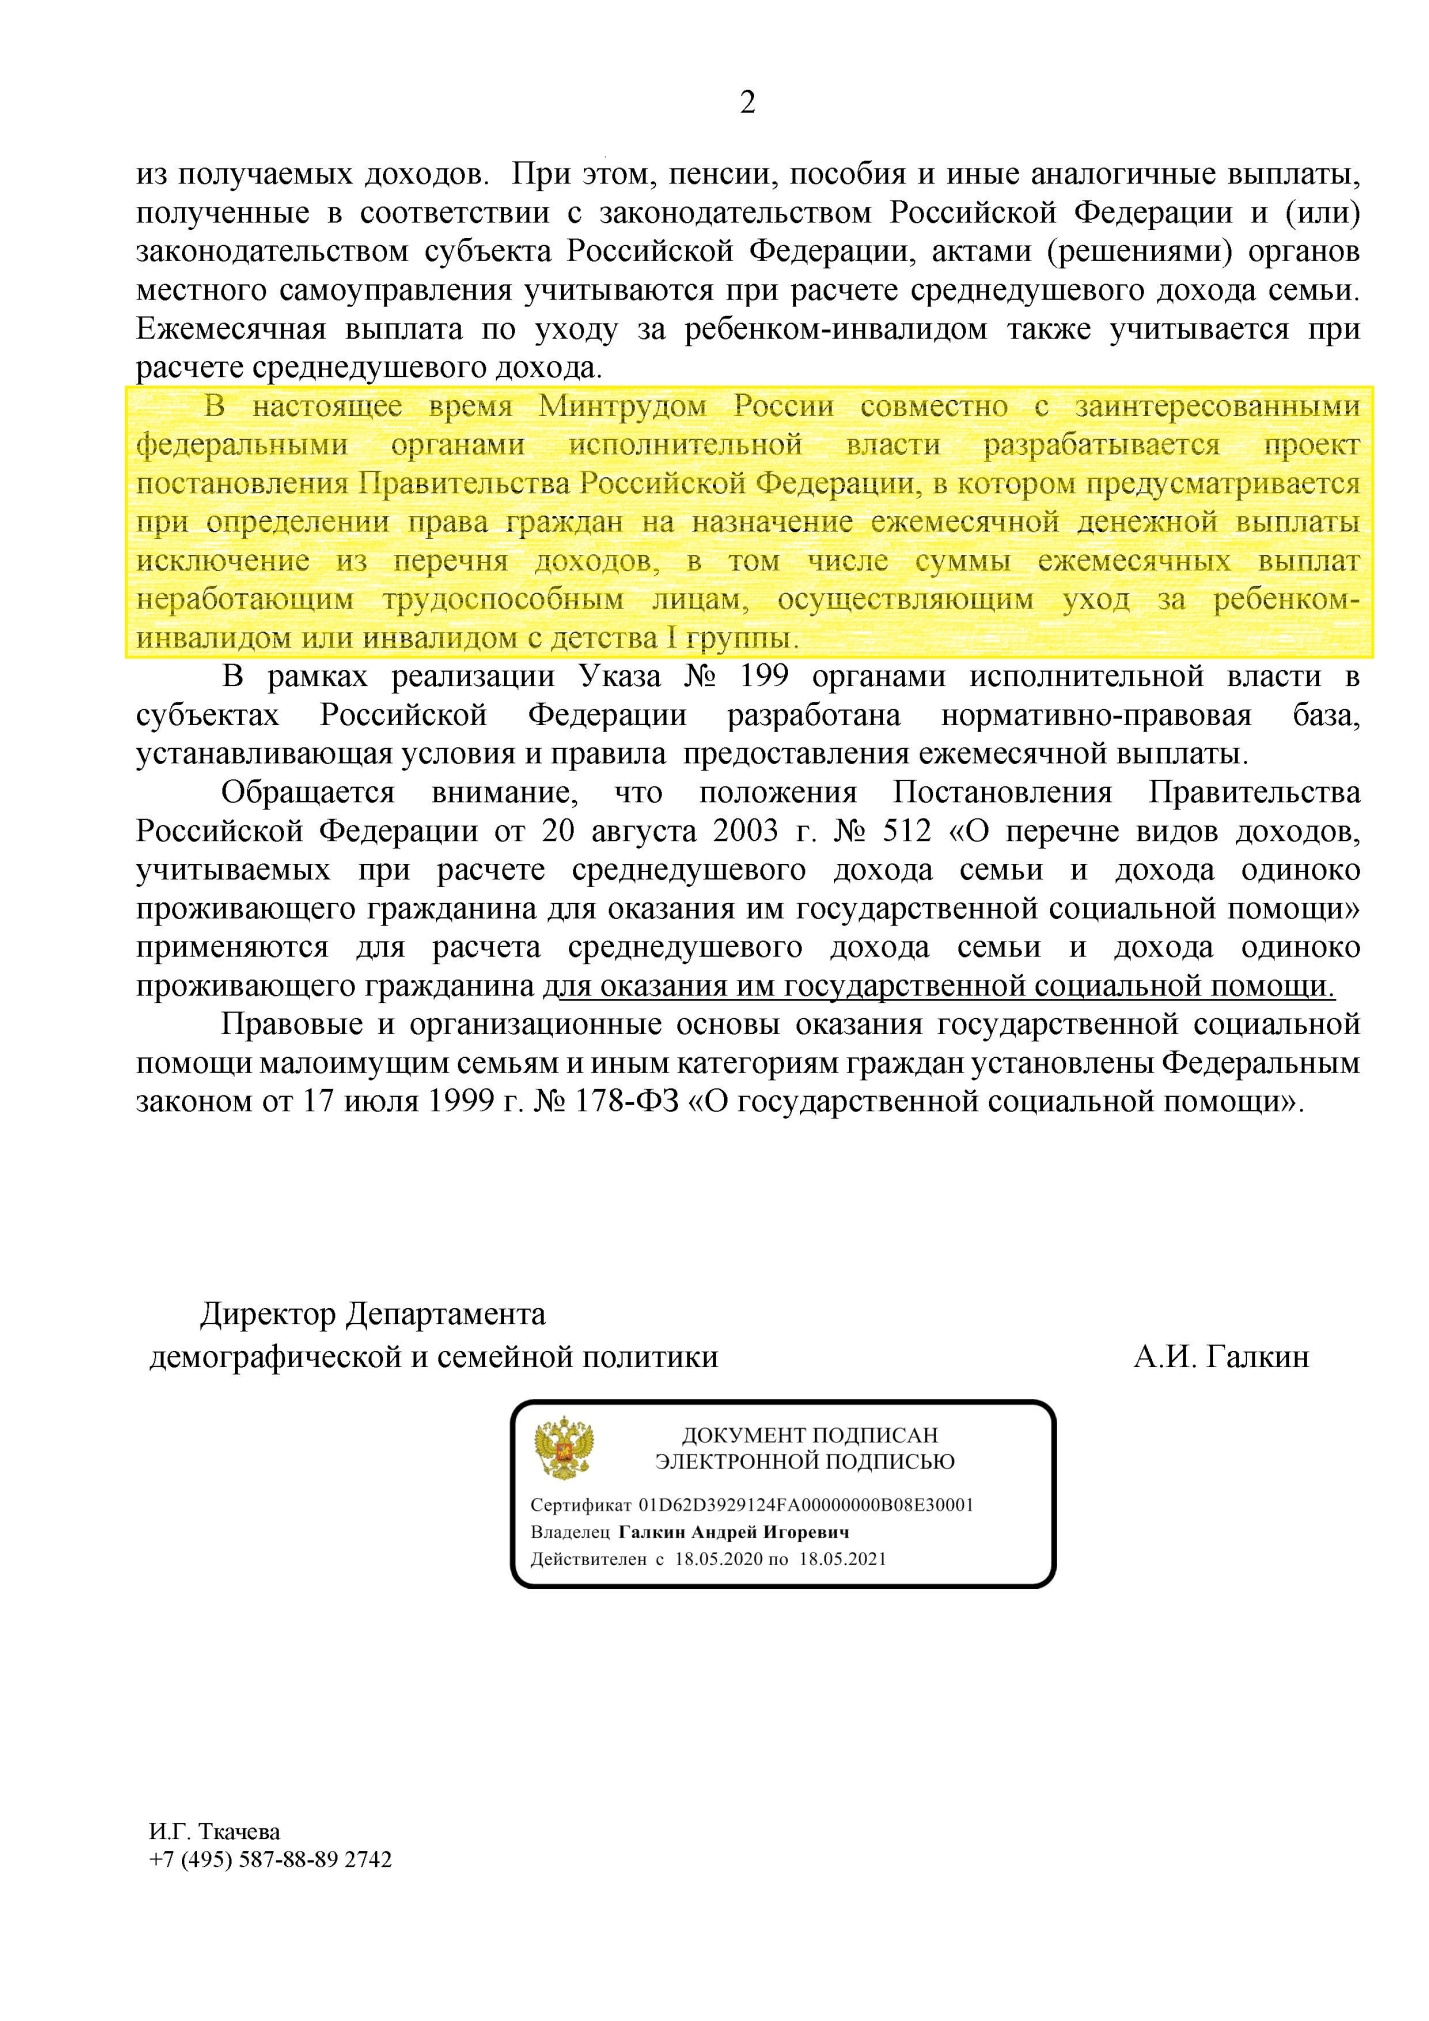 2
из получаемых доходов. При этом, пенсии, пособия и иные аналогичные выплаты,
полученные в соответствии с законодательством Российской Федерации и (или)
законодательством субъекта Российской Федерации, актами (решениями) органов
местного самоуправления учитываются при расчете среднедушевого дохода семьи.
Ежемесячная выплата по уходу за ребенком-инвалидом также учитывается при
расчете среднедушевого дохода.
В настоящее время Минтрудом России совместно с заинтересованными
федеральными органами исполнительной власти разрабатывается проект
постановления Правительства Российской Федерации, в котором предусматривается
при определении права граждан на назначение ежемесячной денежной выплаты
исключение из перечня доходов, в том числе суммы ежемесячных выплат
неработающим трудоспособным лицам, осуществляющим уход за ребенком-
инвалидом или инвалидом с детства I группы.
В рамках реализации Указа № 199 органами исполнительной власти в
субъектах Российской Федерации разработана нормативно-правовая база,
устанавливающая условия и правила предоставления ежемесячной выплаты.
Обращается внимание, что положения Постановления Правительства
Российской Федерации от 20 августа 2003 г. № 512 «О перечне видов доходов,
учитываемых при расчете среднедушевого дохода семьи и дохода одиноко
проживающего гражданина для оказания им государственной социальной помощи»
применяются для расчета среднедушевого дохода семьи и дохода одиноко
проживающего гражданина для оказания им государственной социальной помощи.
Правовые и организационные основы оказания государственной социальной
помощи малоимущим семьям и иным категориям граждан установлены Федеральным
законом от 17 июля 1999 г. № 178-ФЗ «О государственной социальной помощи».
Директор Департамента
демографической и семейной политики А.И. Галкин
ДОКУМЕНТ ПОДПИСАН
ЭЛЕКТРОННОЙ ПОДПИСЬЮ
Сертификат 01D62D3929124FA00000000B08E30001
Владелец Галкин Андрей Игоревич
Действителен с 18.05.2020 по 18.05.2021
И.Г. Ткачева
+7 (495) 587-88-89 2742